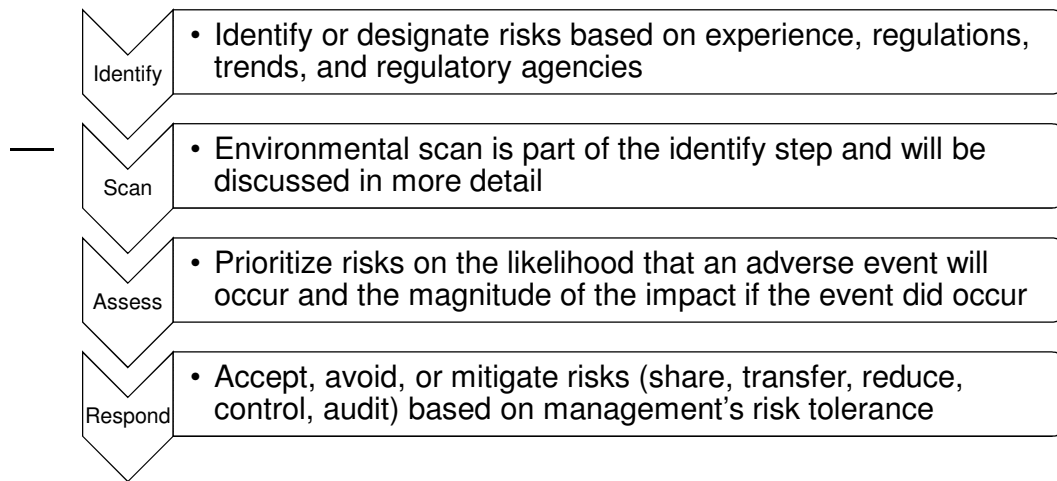 Identify
• Identify or designate risks based on experience, regulations,
trends, and regulatory agencies
Scan
• Environmental scan is part of the identify step and will be
discussed in more detail
Assess
• Prioritize risks on the likelihood that an adverse event will
occur and the magnitude of the impact if the event did occur
Respond
• Accept, avoid, or mitigate risks (share, transfer, reduce,
control, audit) based on management’s risk tolerance